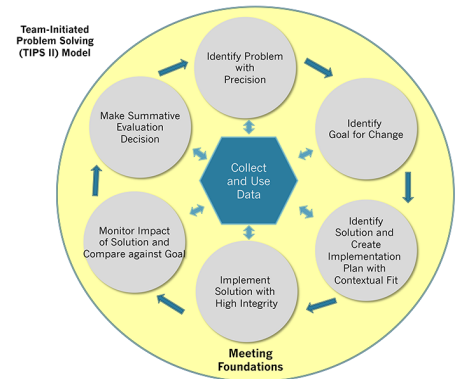 Team-Initiated
Problem Solving
(TIPS II) Model
Identify Problem
with
Precision
Identify
Goal for Change
Identify
Solution and
Create
Implementation
Plan with
Contextual Fit
Implement
Solution with
High Integrity
Monitor Impact
of Solution and
Compare against Goal
Make Summative
Evaluation
Decision
Collect
and Use
Data
Meeting
Foundations